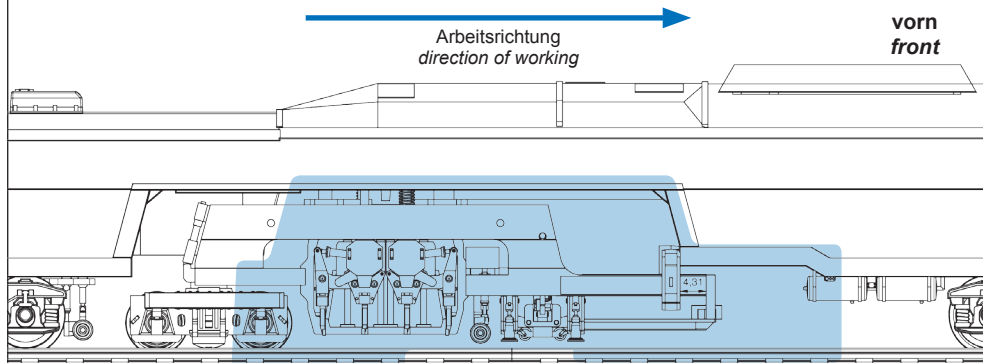 Arbeitsrichtung
direction of working
vorn
front
4,31